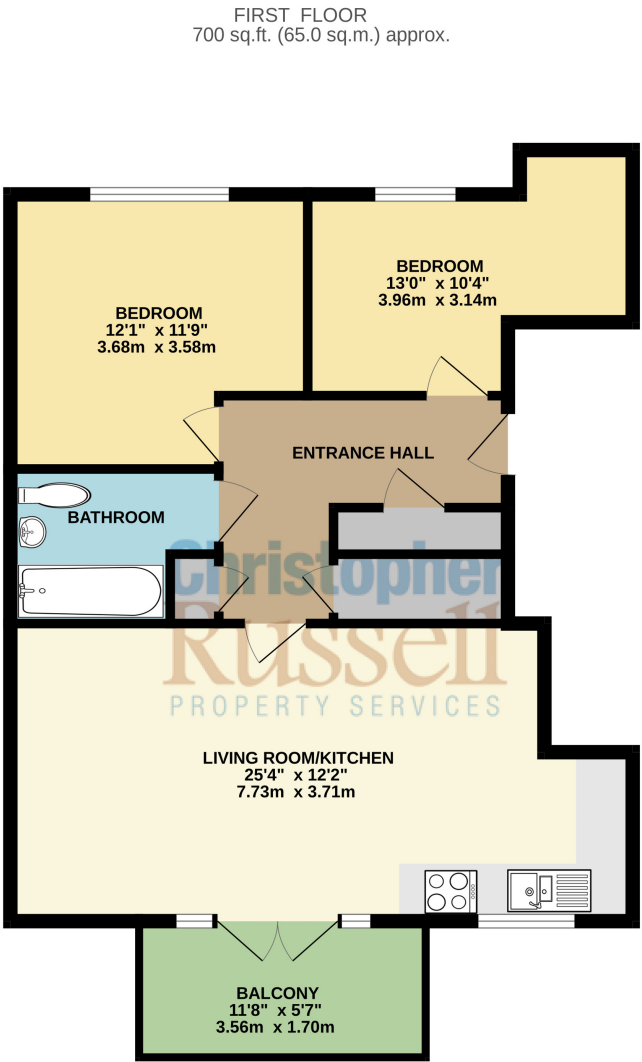 FIRST FLOOR
700 sq.ft. (65.0 sq.m.) approx.
BEDROOM
13'0" x 10'4"
3.96m x 3.14m
BEDROOM
12'1" x 11'9"
3.68m x 3.58m
ENTRANCE HALL
BATHROOM
Christopher
Russell
PROPERTY SERVICES
LIVING ROOM/KITCHEN
25'4" x 12'2"
7.73m x 3.71m
BALCONY
11'8" x 5'7"
3.56m x 1.70m